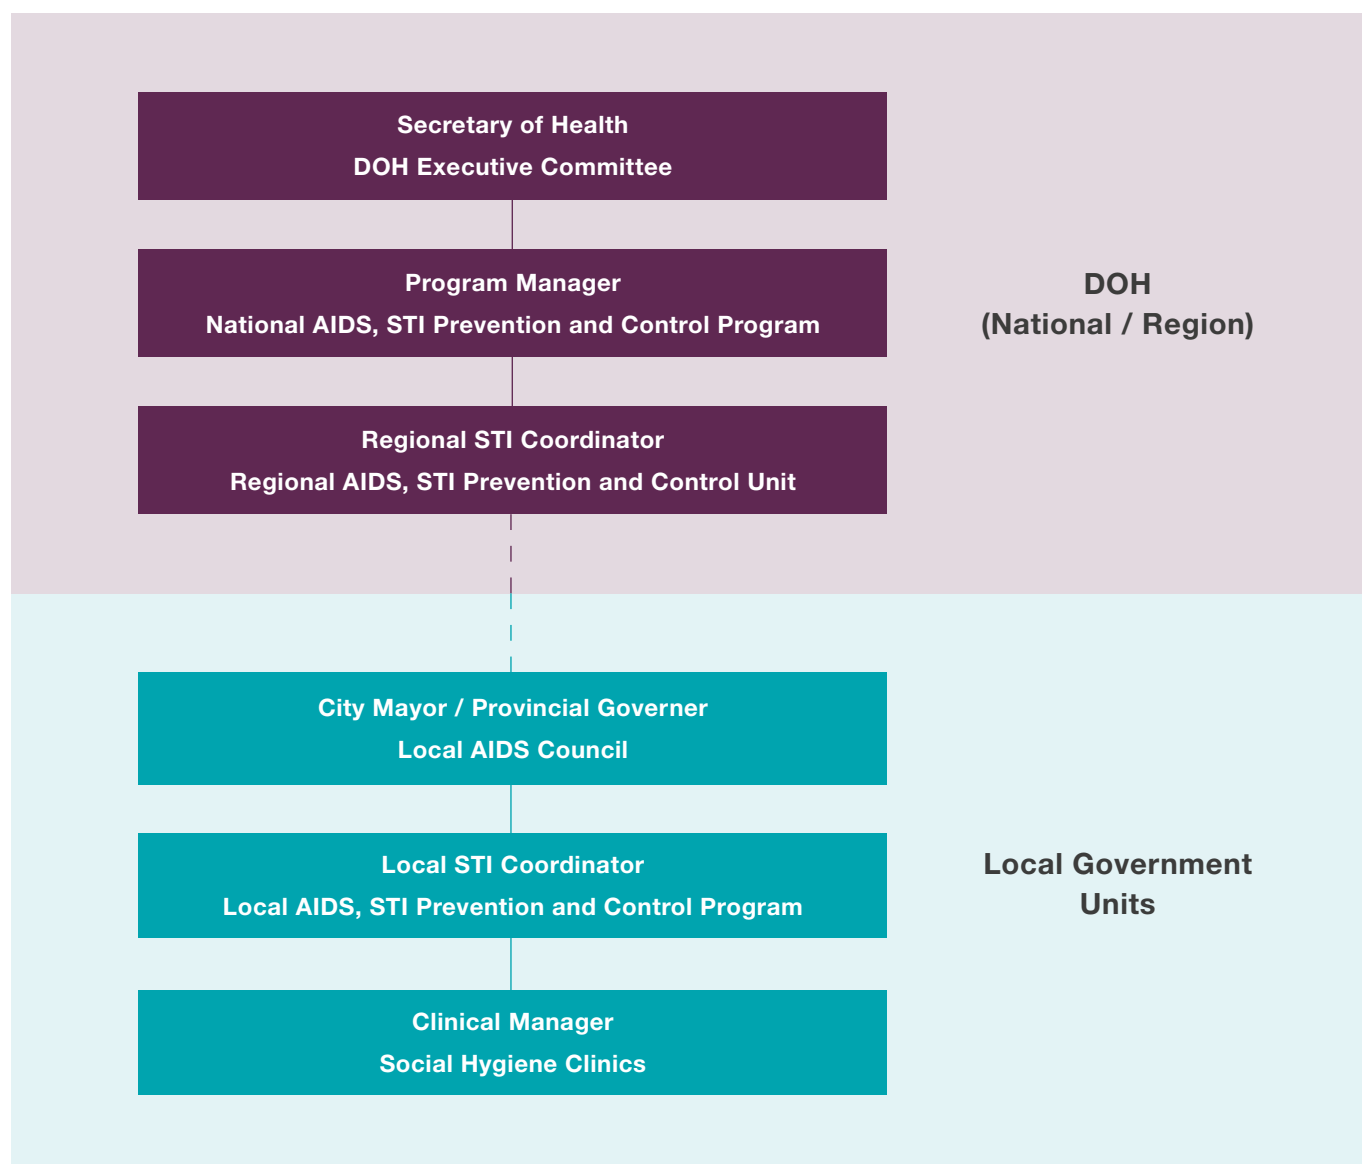 Secretary of Health
DOH Executive Committee
Program Manager
National AIDS, STI Prevention and Control Program
DOH
(National / Region)
Regional STI Coordinator
Regional AIDS, STI Prevention and Control Unit
City Mayor / Provincial Governer
Local AIDS Council
Local STI Coordinator
Local AIDS, STI Prevention and Control Program
Local Government
Units
Clinical Manager
Social Hygiene Clinics